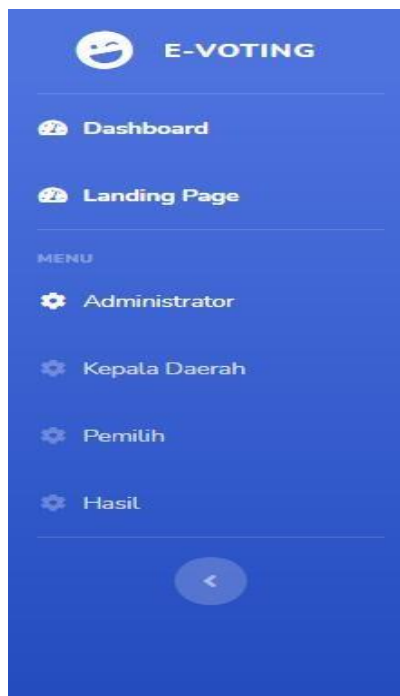 E-VOTING
Dashboard
Landing Page
MENU
Administrator
Kepala Daerah
Pemilih
Hasil